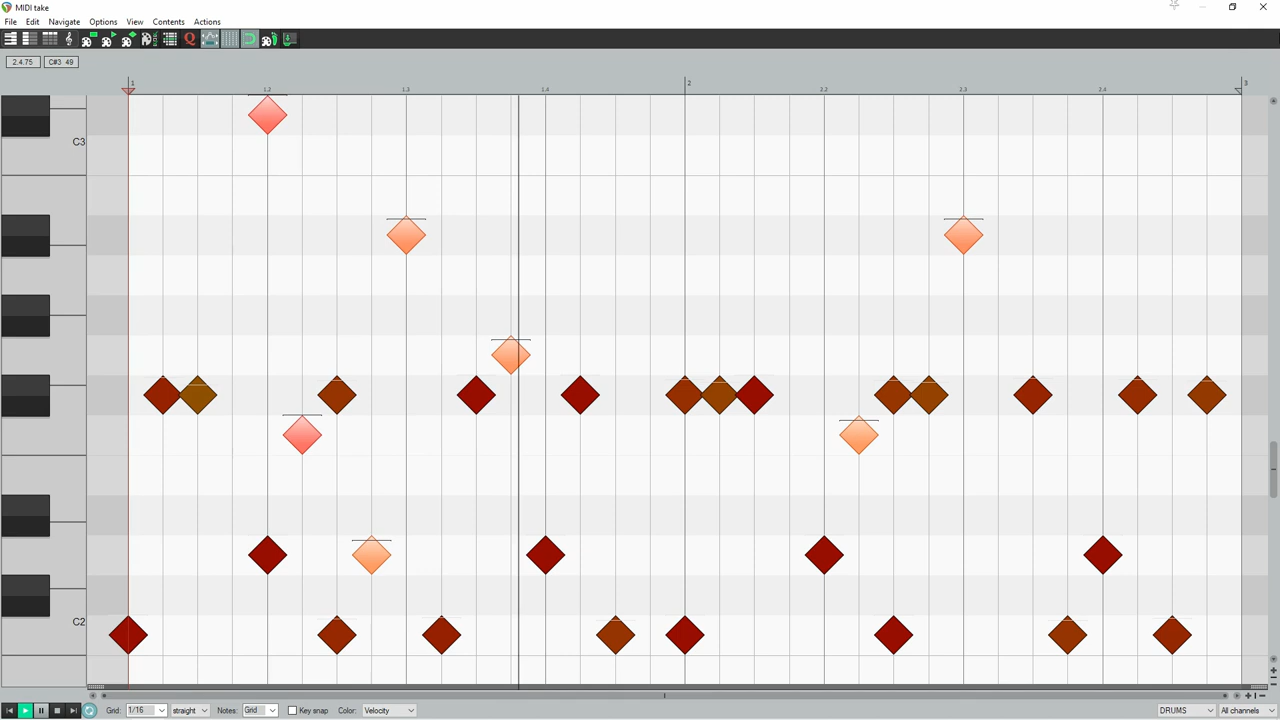 MIDI take
File Edit Navigate Options View Contents Actions
2.4.75 C#3 49
1 2 3
1.2 1.3 1.4 2.2 2.3 2.4
C3
C2
Grid: 1/16 straight Notes: Grid Key snap Color: Velocity DRUMS All channels